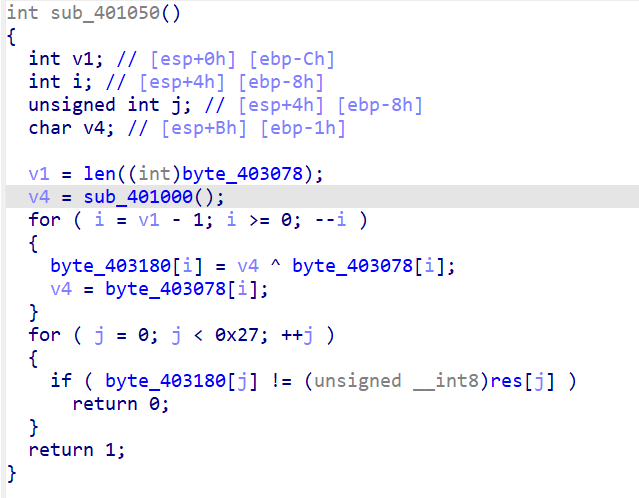 int sub_401050()
{
  int v1; // [esp+0h] [ebp-Ch]
  int i; // [esp+4h] [ebp-8h]
  unsigned int j; // [esp+4h] [ebp-8h]
  char v4; // [esp+Bh] [ebp-1h]

  v1 = len((int)byte_403078);
  v4 = sub_401000();
  for ( i = v1 - 1; i >= 0; --i )
  {
    byte_403180[i] = v4 ^ byte_403078[i];
    v4 = byte_403078[i];
  }
  for ( j = 0; j < 0x27; ++j )
  {
    if ( byte_403180[j] != (unsigned __int8)res[j] )
      return 0;
  }
  return 1;
}